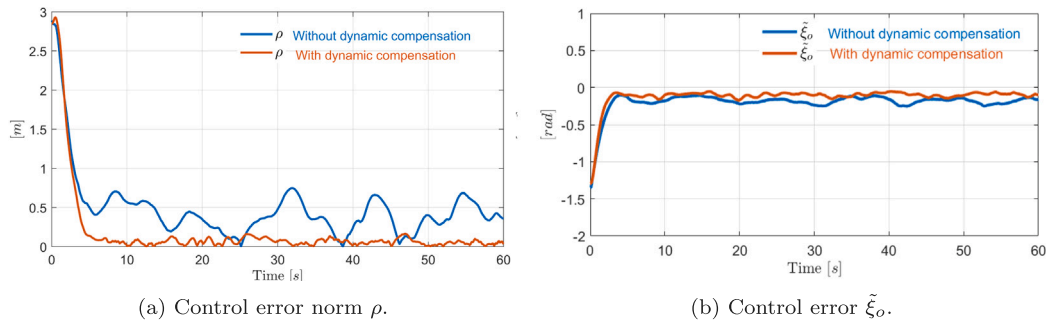 3
2.5
2
1.5
1
0.5
0
[m]
ρ Without dynamic compensation
ρ With dynamic compensation
0 10 20 30 40 50 60
Time [s]
(a) Control error norm ρ.
1
0.5
0
-0.5
-1
-1.5
-2
[rad]
ξ̃ₒ Without dynamic compensation
ξ̃ₒ With dynamic compensation
0 10 20 30 40 50 60
Time [s]
(b) Control error ξ̃ₒ.